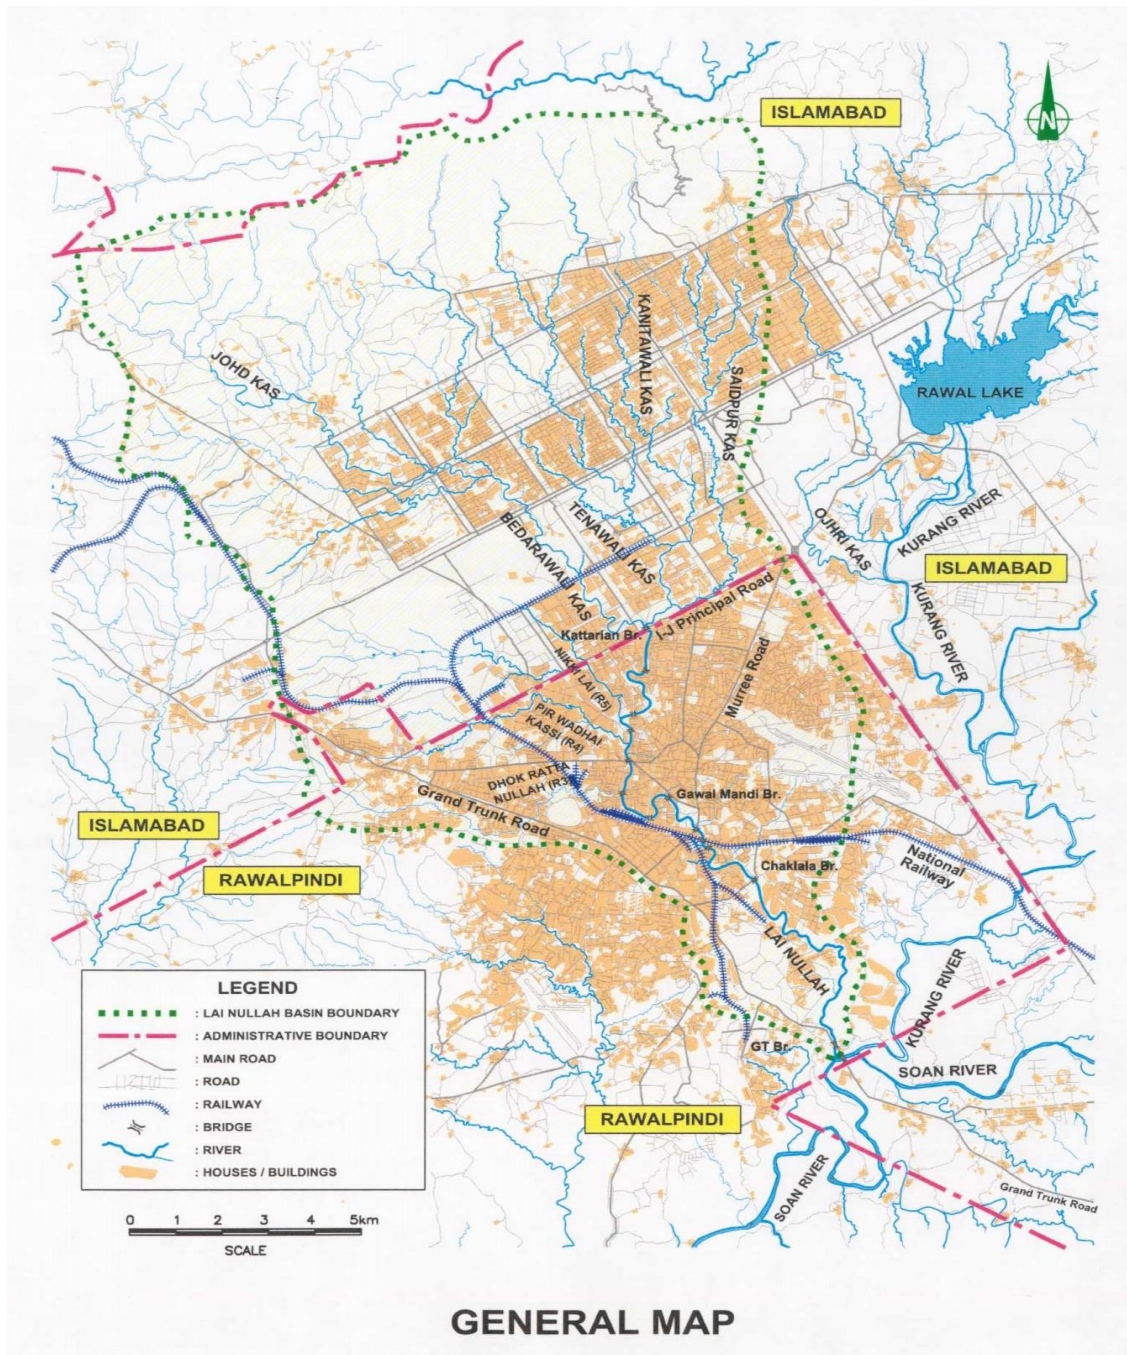 ISLAMABAD
N
KANITAWALI KAS
JOHD KAS
SAIDPUR KAS
RAWAL LAKE
BEDARAWALI KAS
TENAWALI KAS
OJHRI KAS
KURANG RIVER
ISLAMABAD
KURANG RIVER
I-J Principal Road
Kattarian Br.
NIKKI LAI (R5)
Murree Road
PIR WADHAI
KASSI (R4)
DHOK RATTA
NULLAH (R3)
Grand Trunk Road
Gawal Mandi Br.
ISLAMABAD
RAWALPINDI
Chaklala Br.
National
Railway
LAI NULLAH
KURANG RIVER
GT Br.
SOAN RIVER
RAWALPINDI
SOAN RIVER
Grand Trunk Road
LEGEND
: LAI NULLAH BASIN BOUNDARY
: ADMINISTRATIVE BOUNDARY
: MAIN ROAD
: ROAD
: RAILWAY
: BRIDGE
: RIVER
: HOUSES / BUILDINGS
0 1 2 3 4 5km
SCALE
GENERAL MAP